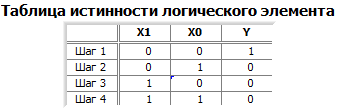 Таблица истинности логического элемента
X1 X0 Y
Шаг 1 0 0 1
Шаг 2 0 1 0
Шаг 3 1 0 0
Шаг 4 1 1 0